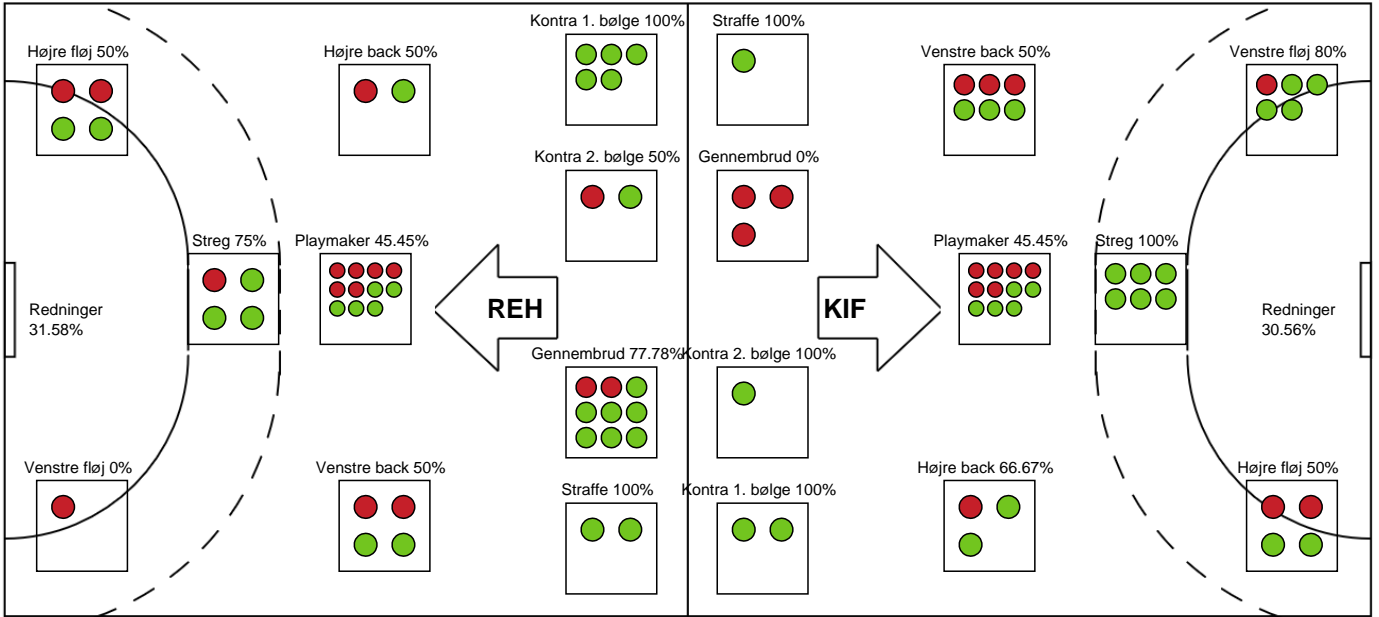 Kontra 1. bølge 100%
Straffe 100%
Højre fløj 50%
Højre back 50%
Venstre back 50%
Venstre fløj 80%
Kontra 2. bølge 50%
Gennembrud 0%
Streg 75%
Playmaker 45.45%
Playmaker 45.45%
Streg 100%
Redninger
31.58%
REH
KIF
Redninger
30.56%
Gennembrud 77.78%
Kontra 2. bølge 100%
Venstre fløj 0%
Venstre back 50%
Straffe 100%
Kontra 1. bølge 100%
Højre back 66.67%
Højre fløj 50%